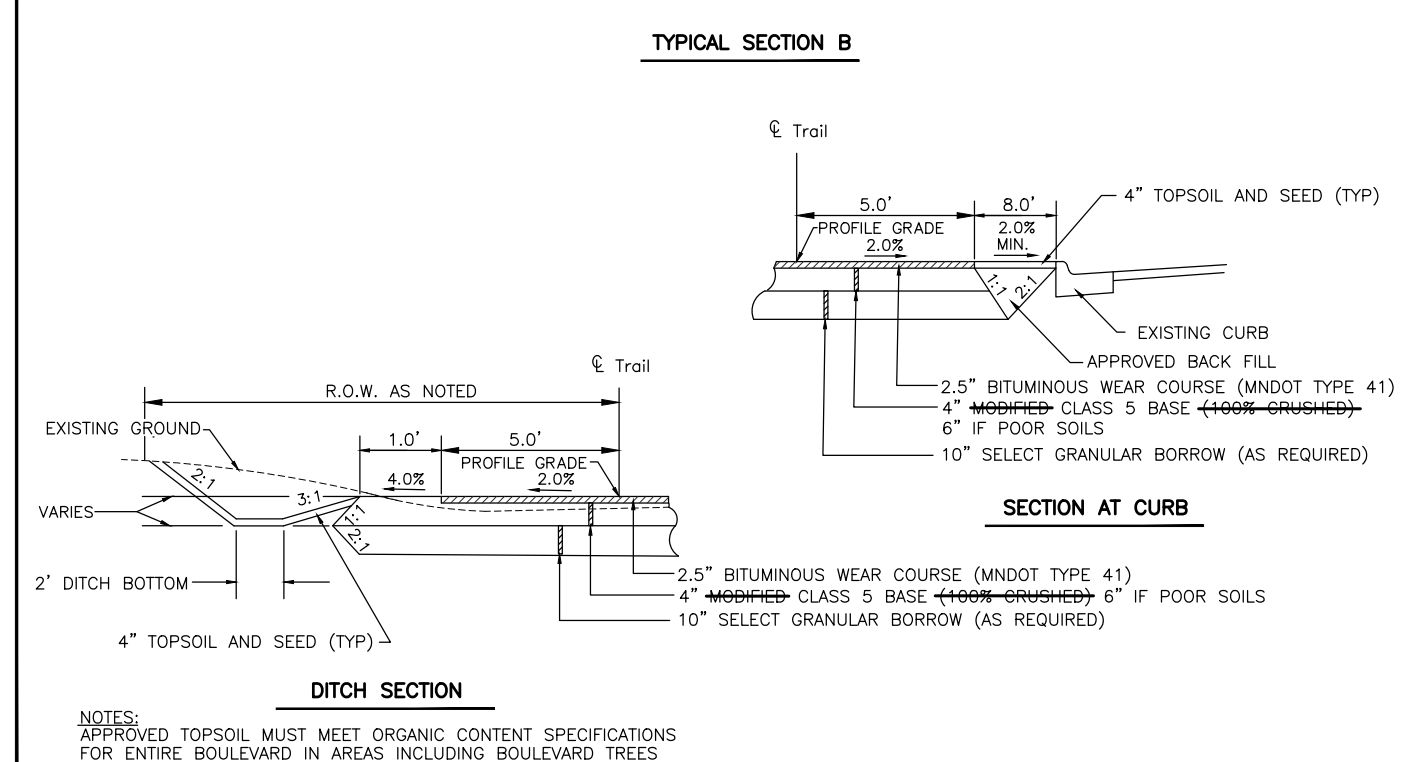 TYPICAL SECTION B
℄ Trail
4” TOPSOIL AND SEED (TYP)
5.0’
8.0’
PROFILE GRADE
2.0%
2.0%
MIN.
1:1
2:1
EXISTING CURB
APPROVED BACK FILL
2.5” BITUMINOUS WEAR COURSE (MNDOT TYPE 41)
4” MODIFIED CLASS 5 BASE (100% CRUSHED)
6” IF POOR SOILS
10” SELECT GRANULAR BORROW (AS REQUIRED)
SECTION AT CURB
℄ Trail
R.O.W. AS NOTED
EXISTING GROUND
1.0’
5.0’
PROFILE GRADE
4.0%
2.0%
2:1
3:1
VARIES
1:1
2:1
2’ DITCH BOTTOM
2.5” BITUMINOUS WEAR COURSE (MNDOT TYPE 41)
4” MODIFIED CLASS 5 BASE (100% CRUSHED) 6” IF POOR SOILS
10” SELECT GRANULAR BORROW (AS REQUIRED)
4” TOPSOIL AND SEED (TYP)
DITCH SECTION
NOTES:
APPROVED TOPSOIL MUST MEET ORGANIC CONTENT SPECIFICATIONS
FOR ENTIRE BOULEVARD IN AREAS INCLUDING BOULEVARD TREES